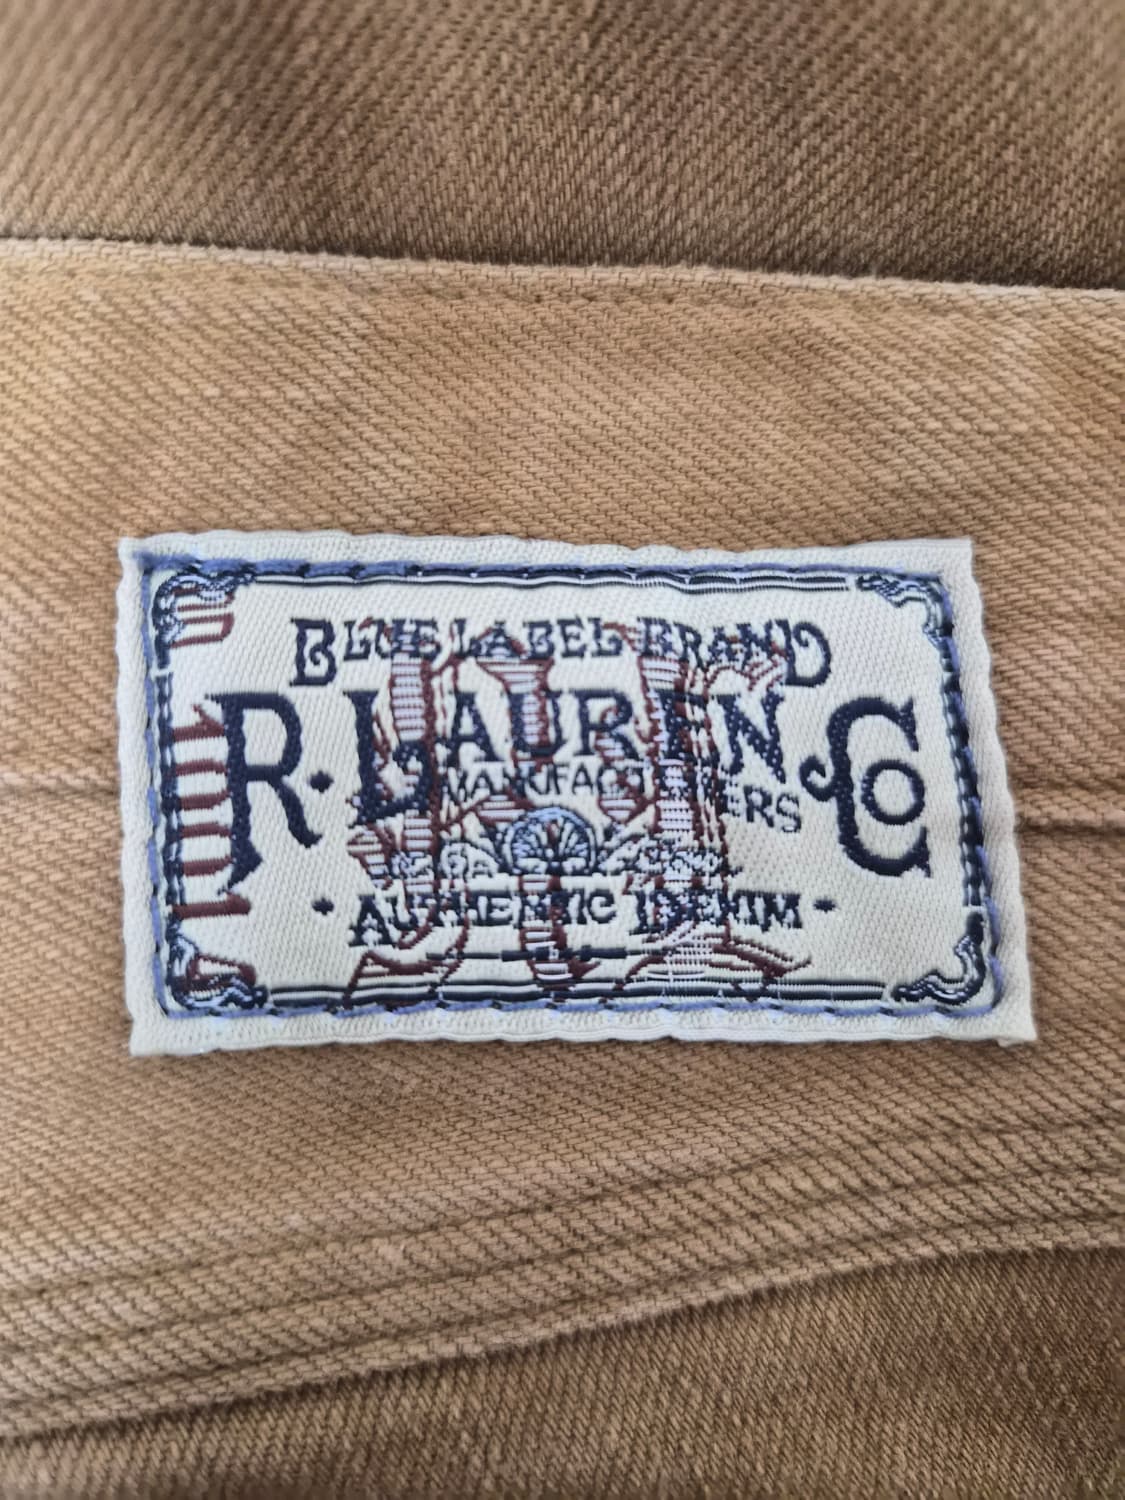 BLUE LABEL BRAND
R·LAUREN CO
MANUFACTURERS
· AUTHENTIC DENIM ·